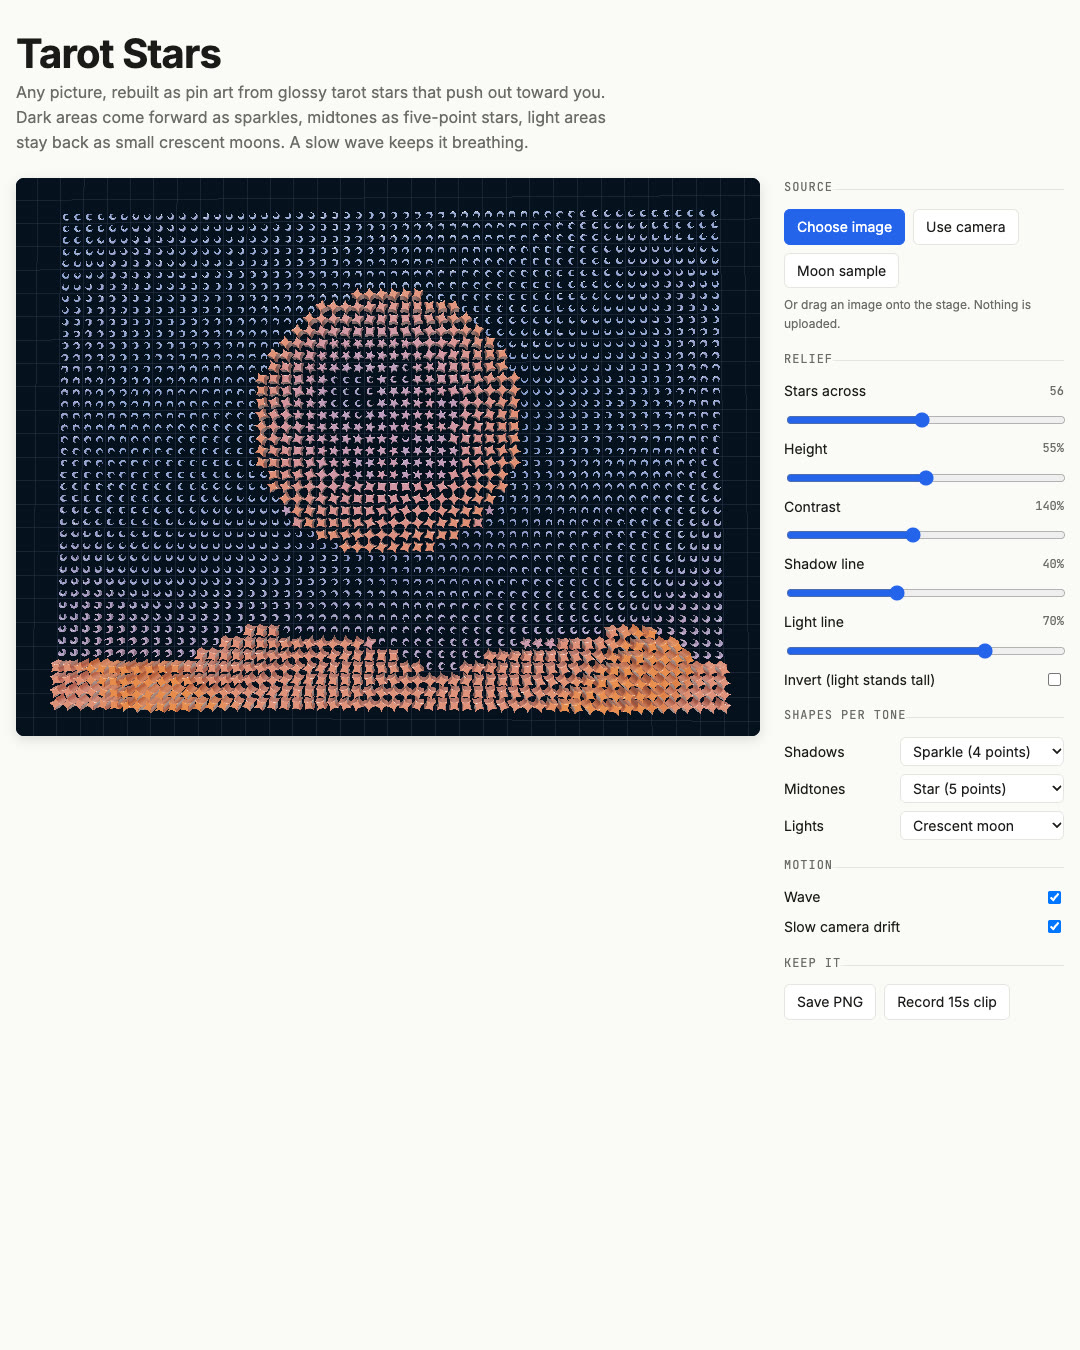 Tarot Stars
Any picture, rebuilt as pin art from glossy tarot stars that push out toward you.
Dark areas come forward as sparkles, midtones as five-point stars, light areas
stay back as small crescent moons. A slow wave keeps it breathing.
SOURCE
Choose image
Use camera
Moon sample
Or drag an image onto the stage. Nothing is
uploaded.
RELIEF
Stars across 56
Height 55%
Contrast 140%
Shadow line 40%
Light line 70%
Invert (light stands tall)
SHAPES PER TONE
Shadows Sparkle (4 points)
Midtones Star (5 points)
Lights Crescent moon
MOTION
Wave
Slow camera drift
KEEP IT
Save PNG
Record 15s clip